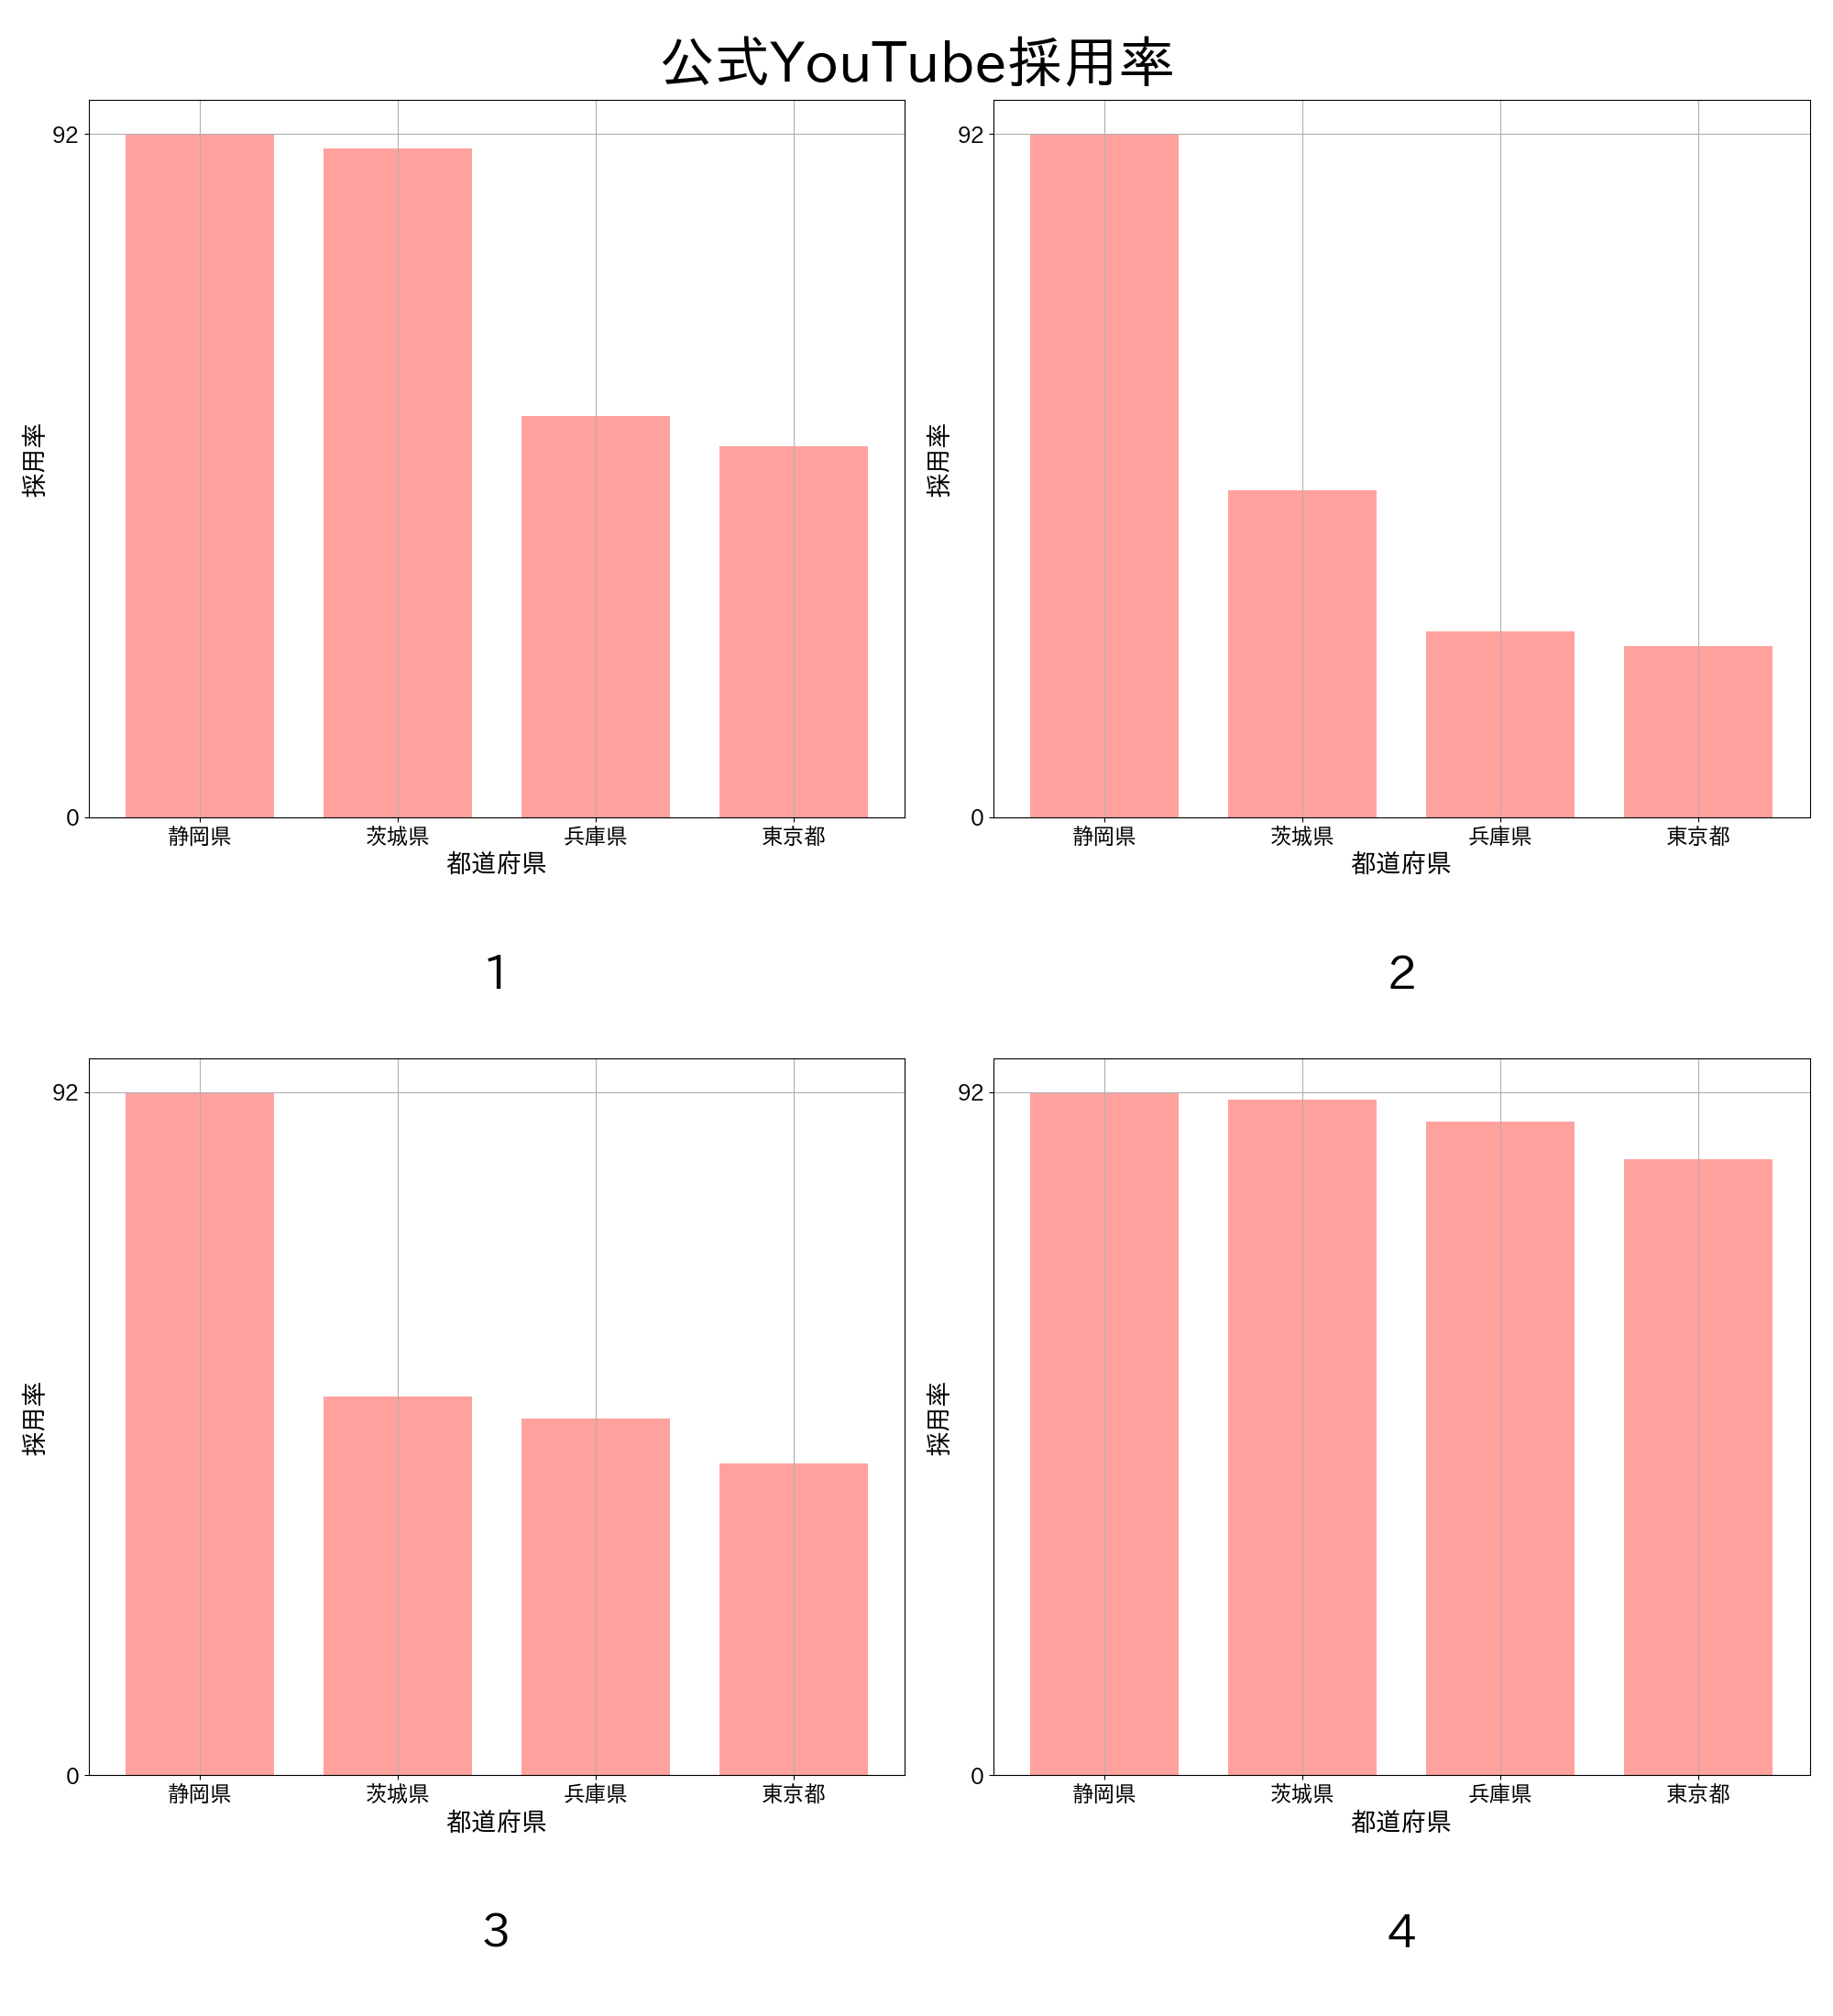 公式YouTube採用率
92
0
採用率
静岡県 茨城県 兵庫県 東京都
都道府県
1
92
0
採用率
静岡県 茨城県 兵庫県 東京都
都道府県
2
92
0
採用率
静岡県 茨城県 兵庫県 東京都
都道府県
3
92
0
採用率
静岡県 茨城県 兵庫県 東京都
都道府県
4